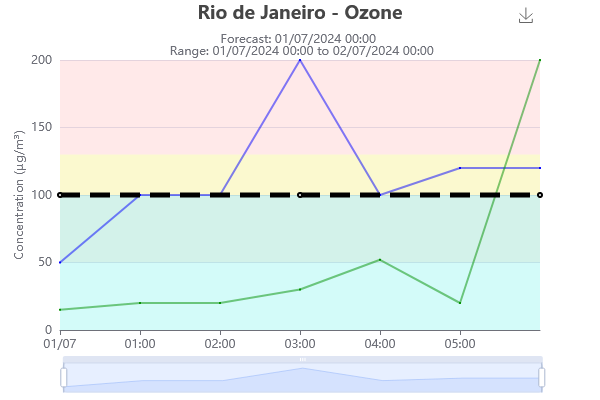 Rio de Janeiro - Ozone
Forecast: 01/07/2024 00:00
Range: 01/07/2024 00:00 to 02/07/2024 00:00
Concentration (µg/m³)
200
150
100
50
0
01/07 01:00 02:00 03:00 04:00 05:00